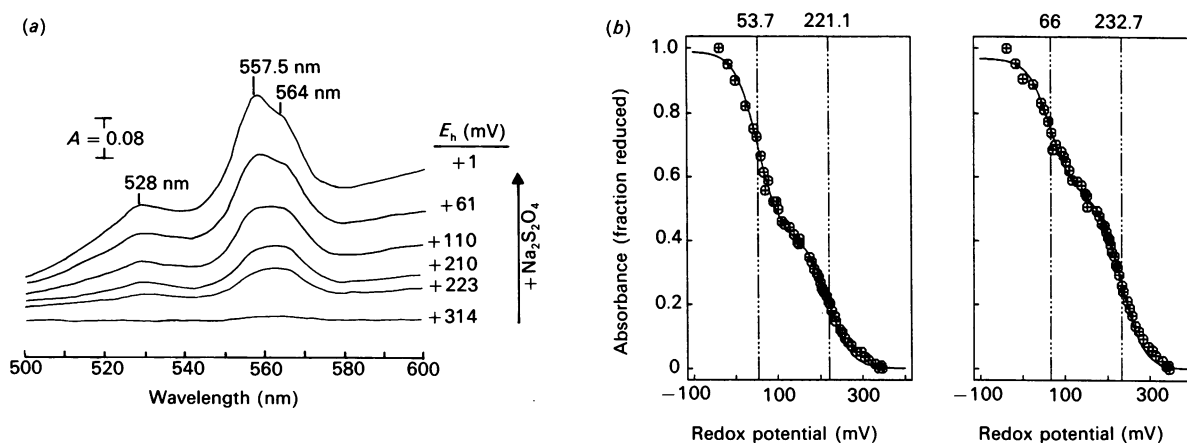 (a)
557.5 nm
564 nm
A = 0.08
528 nm
E_h (mV)
+1
+61
+110
+210
+223
+314
+ Na₂S₂O₄
500 520 540 560 580 600
Wavelength (nm)
(b)
53.7 221.1
66 232.7
1.0
0.8
0.6
0.4
0.2
0
Absorbance (fraction reduced)
−100 100 300
−100 100 300
Redox potential (mV)
Redox potential (mV)